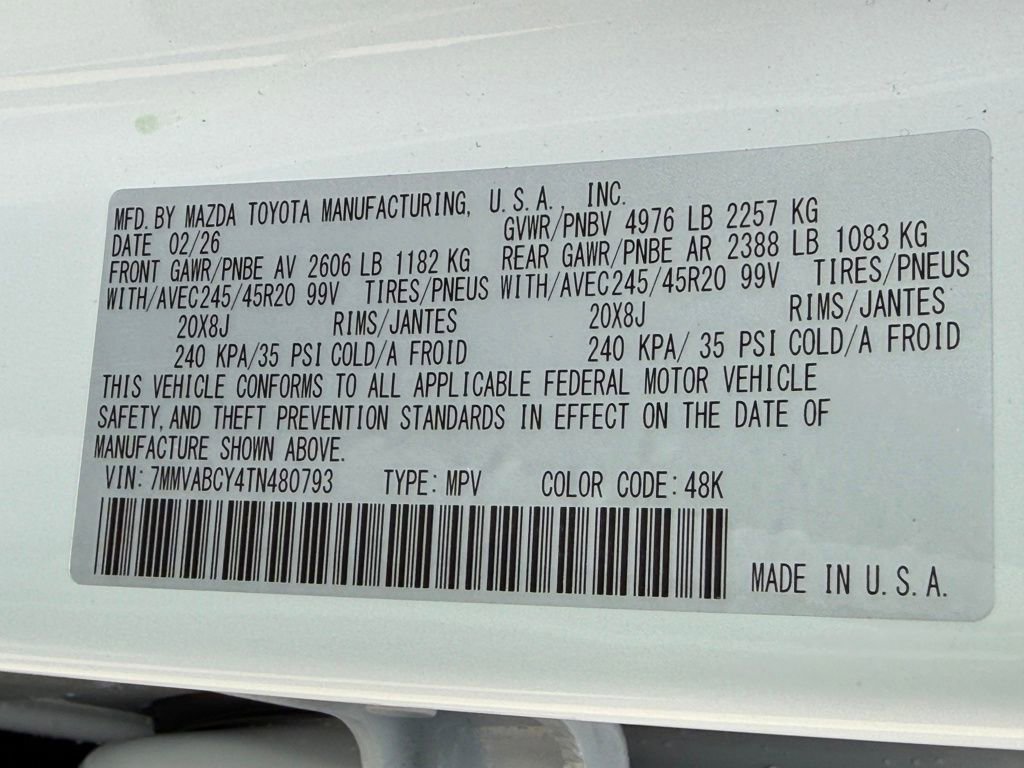 MFD. BY MAZDA TOYOTA MANUFACTURING, U.S.A., INC.
DATE 02/26 GVWR/PNBV 4976 LB 2257 KG
FRONT GAWR/PNBE AV 2606 LB 1182 KG REAR GAWR/PNBE AR 2388 LB 1083 KG
WITH/AVEC 245/45R20 99V TIRES/PNEUS WITH/AVEC 245/45R20 99V TIRES/PNEUS
20X8J RIMS/JANTES 20X8J RIMS/JANTES
240 KPA/35 PSI COLD/A FROID 240 KPA/ 35 PSI COLD/A FROID
THIS VEHICLE CONFORMS TO ALL APPLICABLE FEDERAL MOTOR VEHICLE
SAFETY, AND THEFT PREVENTION STANDARDS IN EFFECT ON THE DATE OF
MANUFACTURE SHOWN ABOVE.
VIN: 7MMVABCY4TN480793 TYPE: MPV COLOR CODE: 48K
MADE IN U.S.A.